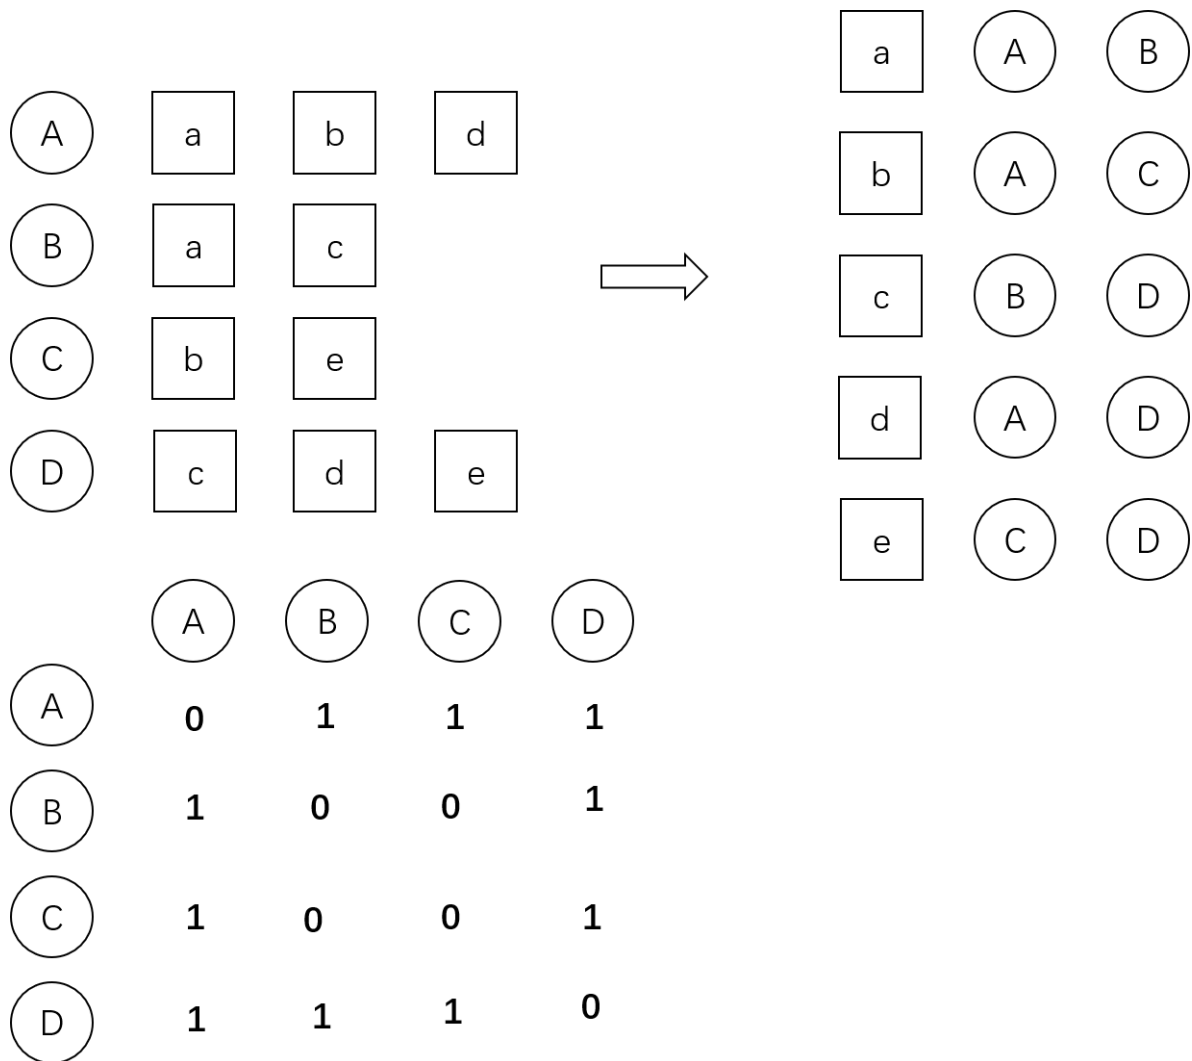 A a b d
B a c
C b e
D c d e
a A B
b A C
c B D
d A D
e C D
A B C D
A 0 1 1 1
B 1 0 0 1
C 1 0 0 1
D 1 1 1 0